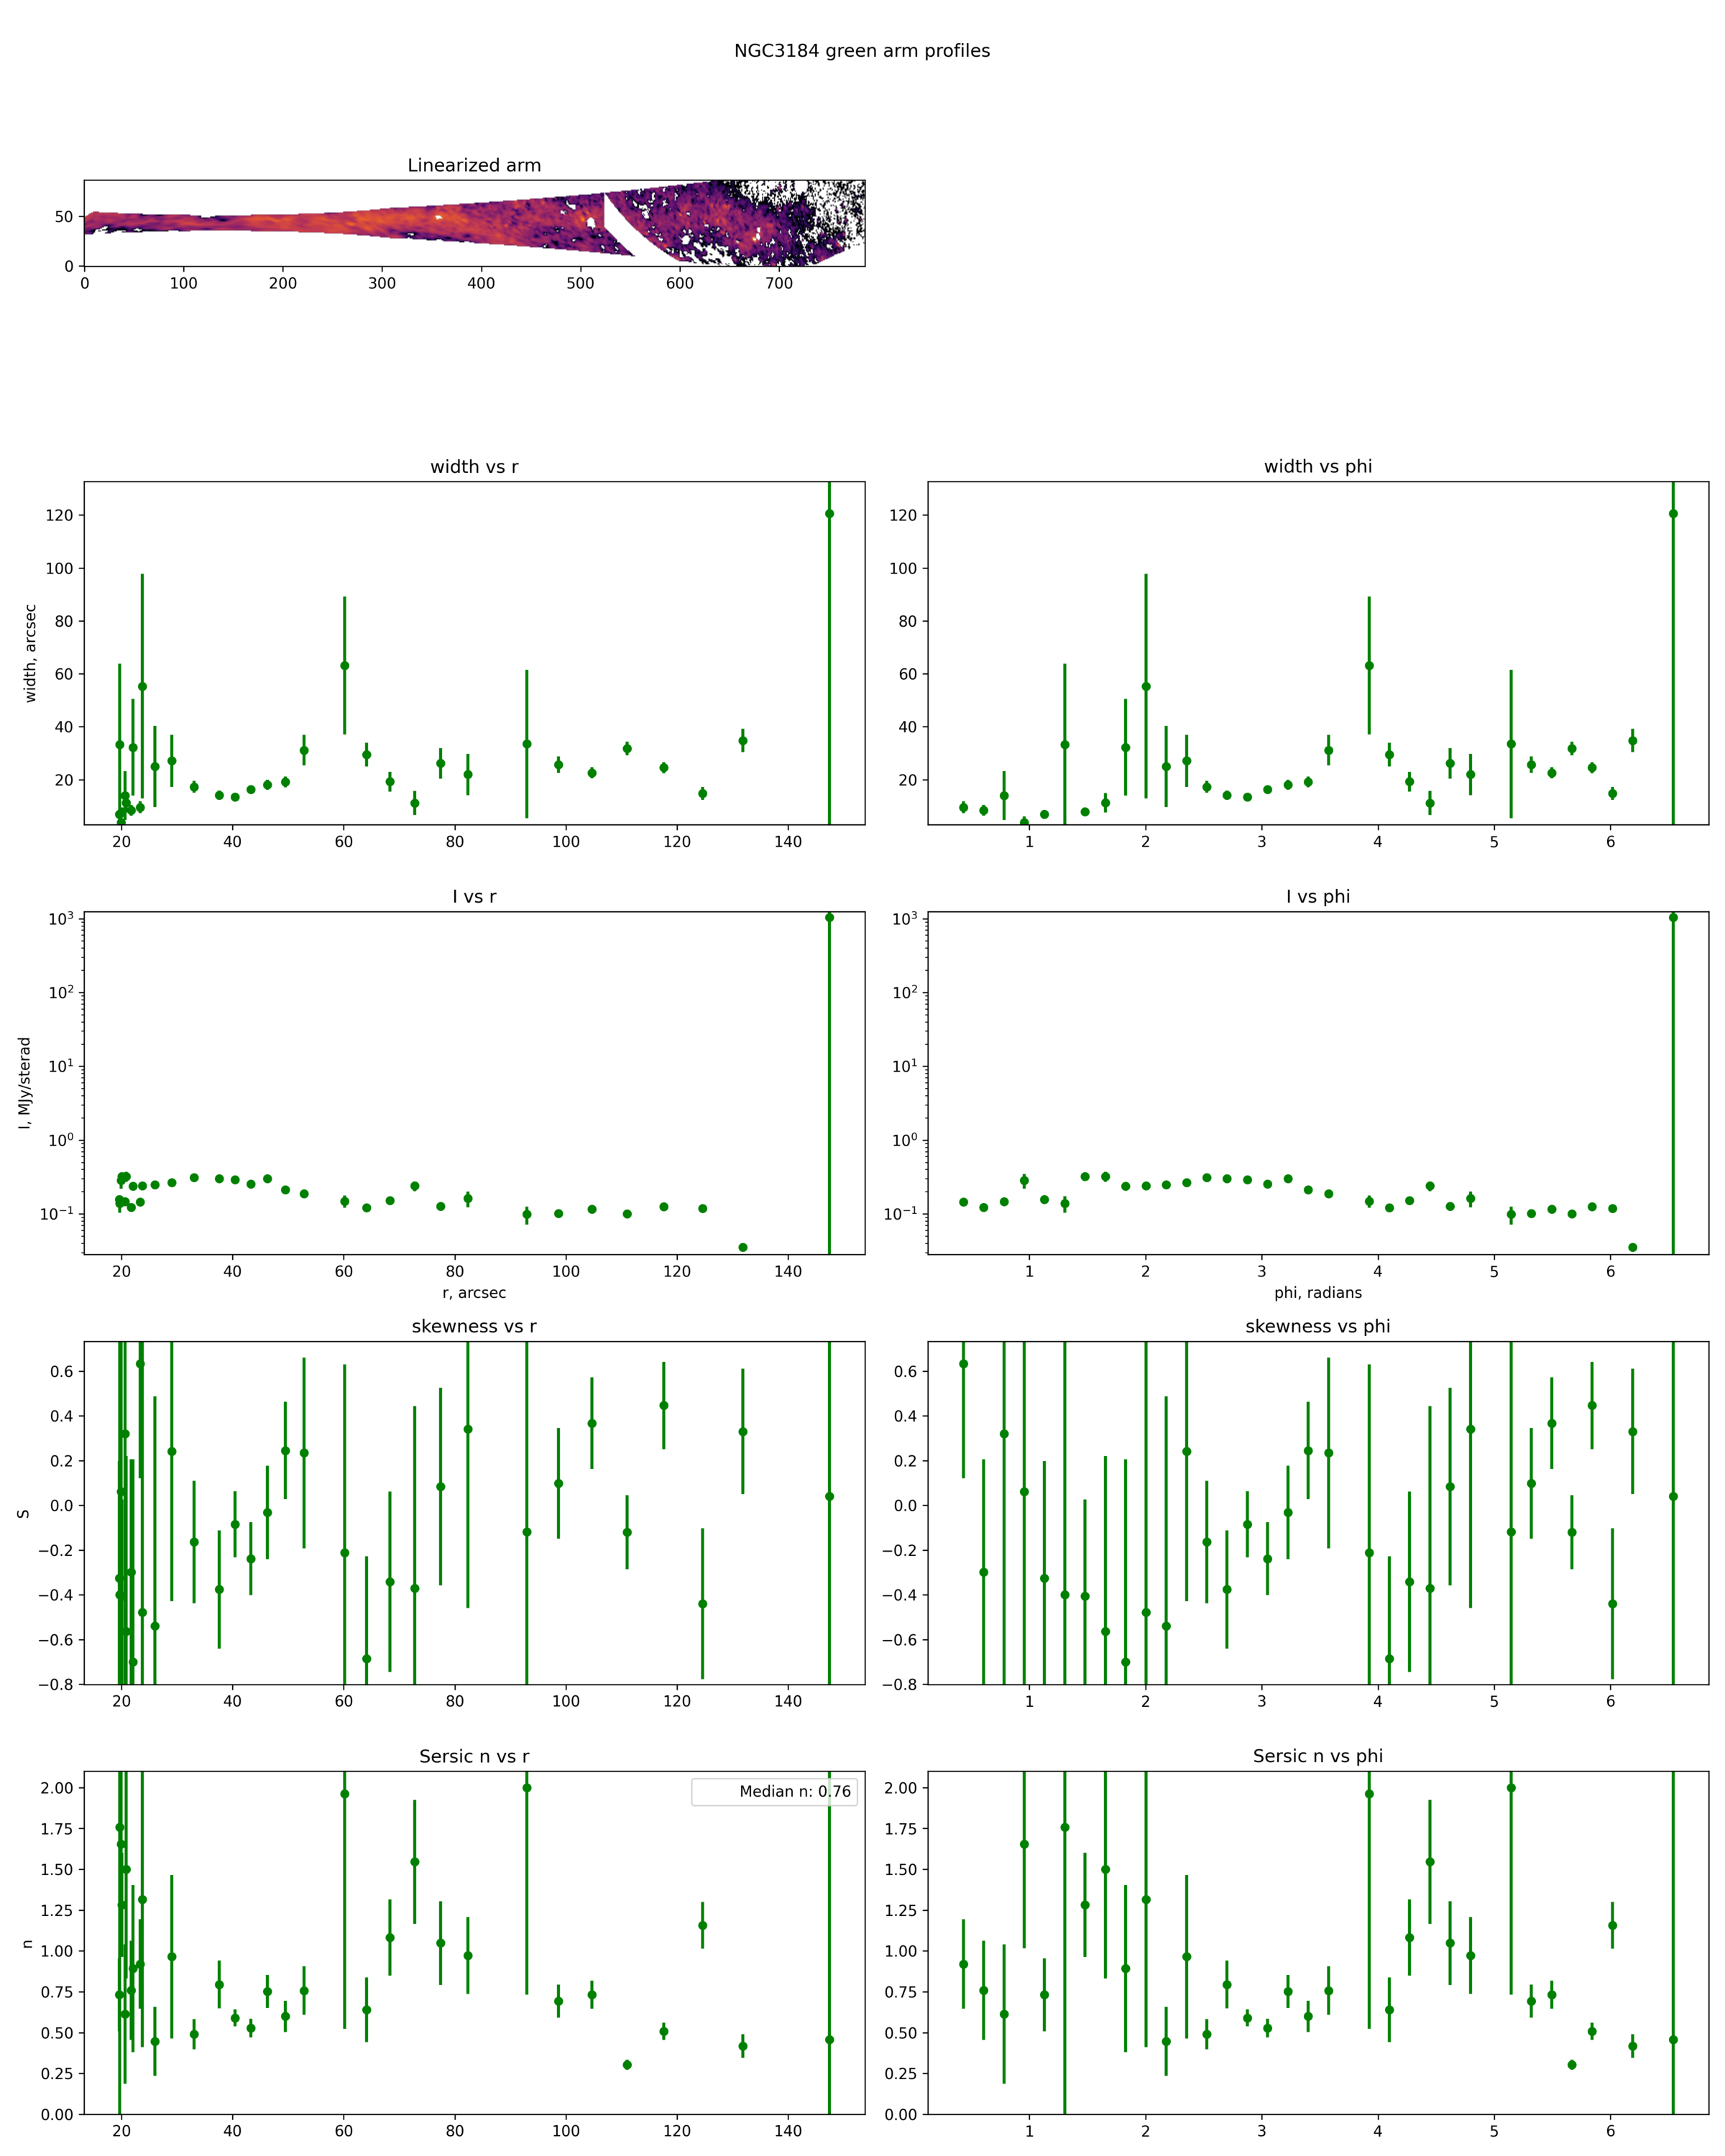 NGC3184 green arm profiles
Linearized arm
50
0
0 100 200 300 400 500 600 700
width vs r
width vs phi
width, arcsec
120
100
80
60
40
20
20 40 60 80 100 120 140
120
100
80
60
40
20
1 2 3 4 5 6
I vs r
I vs phi
I, MJy/sterad
10³
10²
10¹
10⁰
10⁻¹
20 40 60 80 100 120 140
r, arcsec
10³
10²
10¹
10⁰
10⁻¹
1 2 3 4 5 6
phi, radians
skewness vs r
skewness vs phi
S
0.6
0.4
0.2
0.0
−0.2
−0.4
−0.6
−0.8
20 40 60 80 100 120 140
0.6
0.4
0.2
0.0
−0.2
−0.4
−0.6
−0.8
1 2 3 4 5 6
Sersic n vs r
Sersic n vs phi
Median n: 0.76
n
2.00
1.75
1.50
1.25
1.00
0.75
0.50
0.25
0.00
20 40 60 80 100 120 140
2.00
1.75
1.50
1.25
1.00
0.75
0.50
0.25
0.00
1 2 3 4 5 6